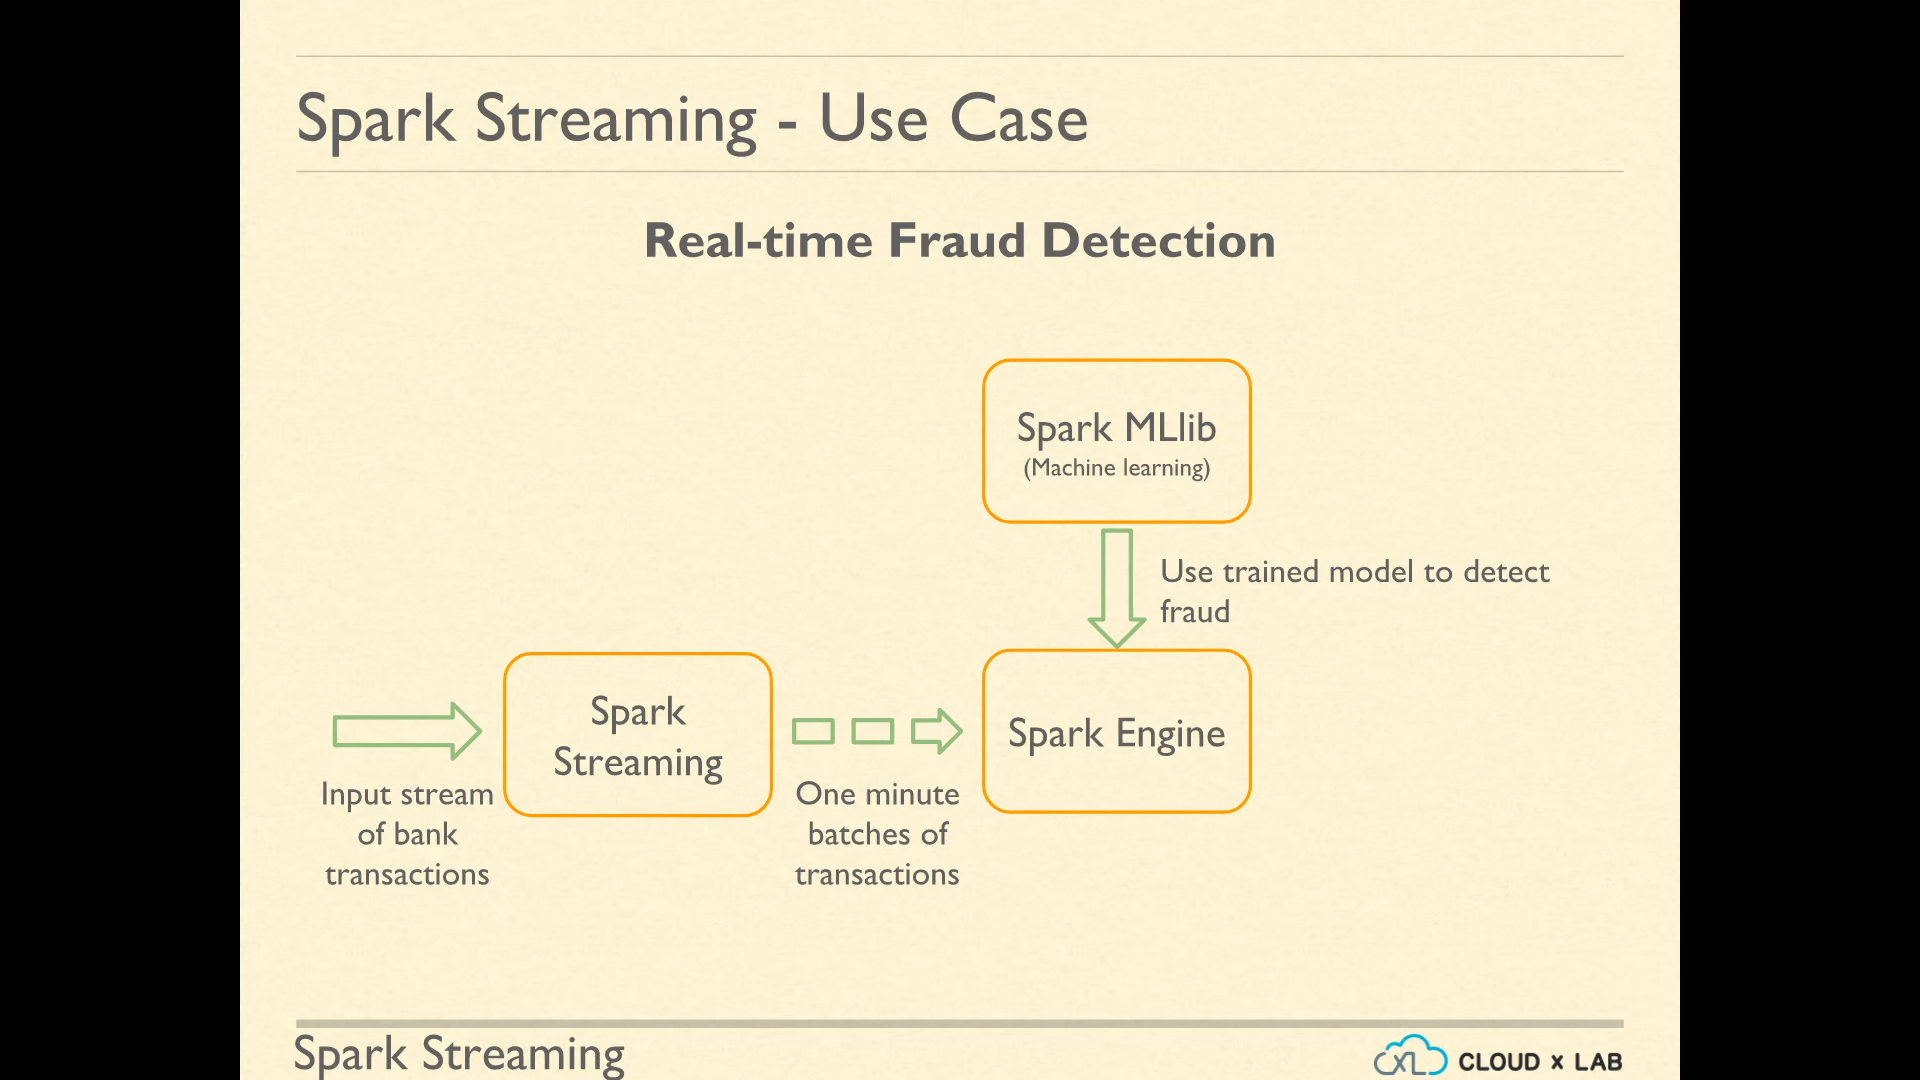 Spark Streaming - Use Case
Real-time Fraud Detection
Spark MLlib
(Machine learning)
Use trained model to detect
fraud
Spark
Streaming
Spark Engine
Input stream
of bank
transactions
One minute
batches of
transactions
Spark Streaming
CXL CLOUD x LAB